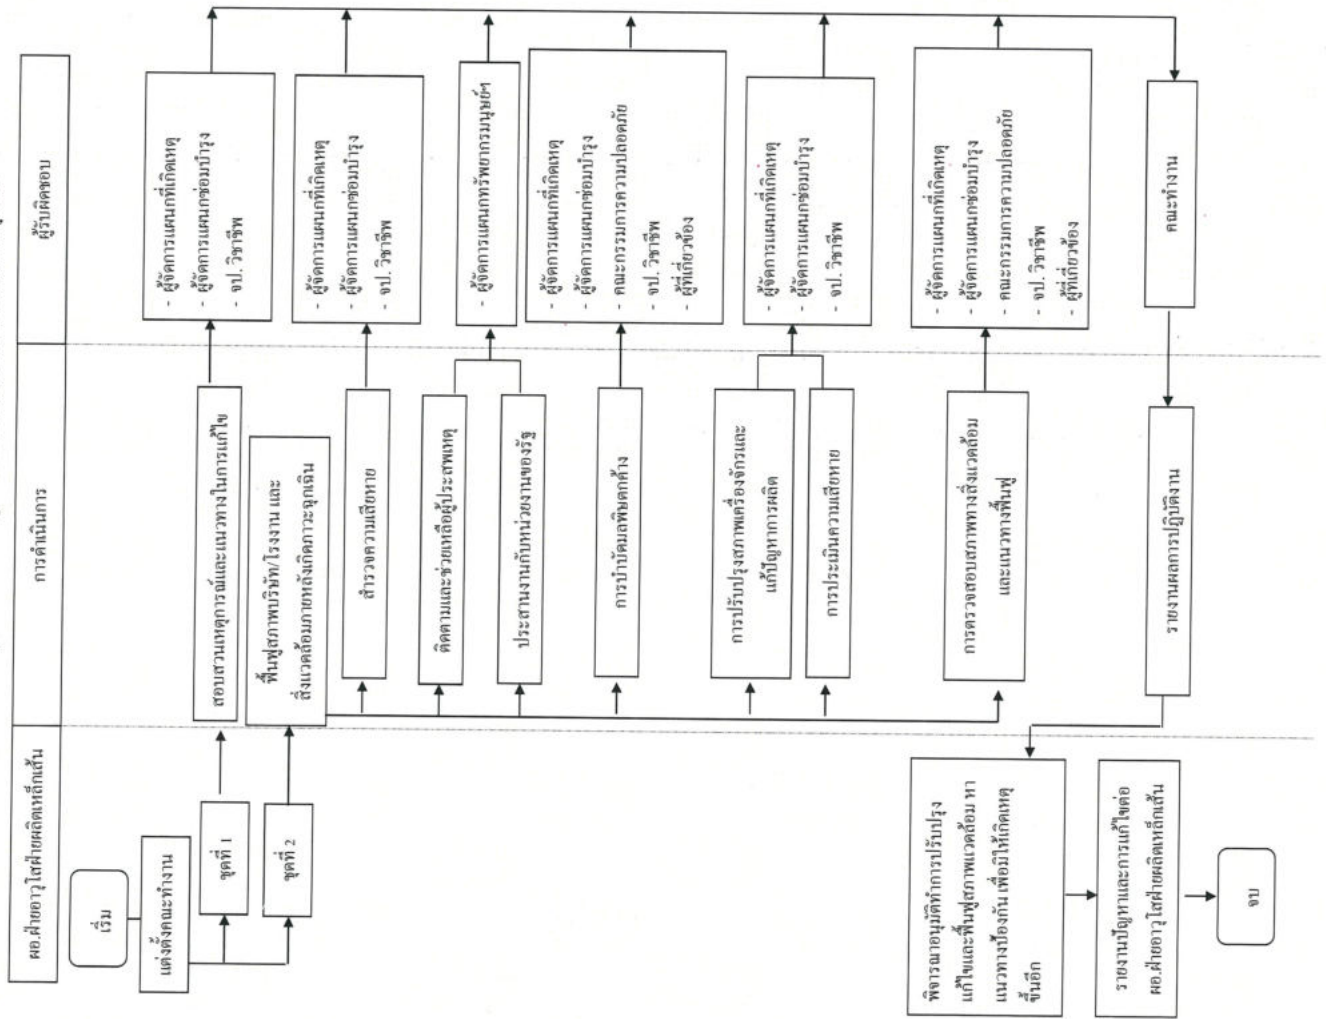 ผอ.ฝ่ายอาวุโสฝ่ายผลิตเหล็กเส้น
การดำเนินการ
ผู้รับผิดชอบ
เริ่ม
แต่งตั้งคณะทำงาน
ชุดที่ 1
สอบสวนเหตุการณ์และแนวทางในการแก้ไข
- ผู้จัดการแผนกที่เกิดเหตุ
- ผู้จัดการแผนกซ่อมบำรุง
- จป. วิชาชีพ
ชุดที่ 2
ฟื้นฟูสภาพบริษัท/โรงงาน และ
สิ่งแวดล้อมภายหลังเกิดภาวะฉุกเฉิน
สำรวจความเสียหาย
- ผู้จัดการแผนกที่เกิดเหตุ
- ผู้จัดการแผนกซ่อมบำรุง
- จป. วิชาชีพ
ติดตามและช่วยเหลือผู้ประสพเหตุ
ประสานงานกับหน่วยงานของรัฐ
- ผู้จัดการแผนกทรัพยากรมนุษย์ฯ
การบำบัดมลพิษตกค้าง
- ผู้จัดการแผนกที่เกิดเหตุ
- ผู้จัดการแผนกซ่อมบำรุง
- คณะกรรมการความปลอดภัย
- จป. วิชาชีพ
- ผู้ที่เกี่ยวข้อง
การปรับปรุงสภาพเครื่องจักรและ
แก้ปัญหาการผลิต
การประเมินความเสียหาย
- ผู้จัดการแผนกที่เกิดเหตุ
- ผู้จัดการแผนกซ่อมบำรุง
- จป. วิชาชีพ
การตรวจสอบสภาพทางสิ่งแวดล้อม
และแนวทางฟื้นฟู
- ผู้จัดการแผนกที่เกิดเหตุ
- ผู้จัดการแผนกซ่อมบำรุง
- คณะกรรมการความปลอดภัย
- จป. วิชาชีพ
- ผู้ที่เกี่ยวข้อง
คณะทำงาน
รายงานผลการปฏิบัติงาน
พิจารณาอนุมัติทำการปรับปรุง
แก้ไขและฟื้นฟูสภาพแวดล้อม หา
แนวทางป้องกัน เพื่อมิให้เกิดเหตุ
ขึ้นอีก
รายงานปัญหาและการแก้ไขต่อ
ผอ.ฝ่ายอาวุโสฝ่ายผลิตเหล็กเส้น
จบ